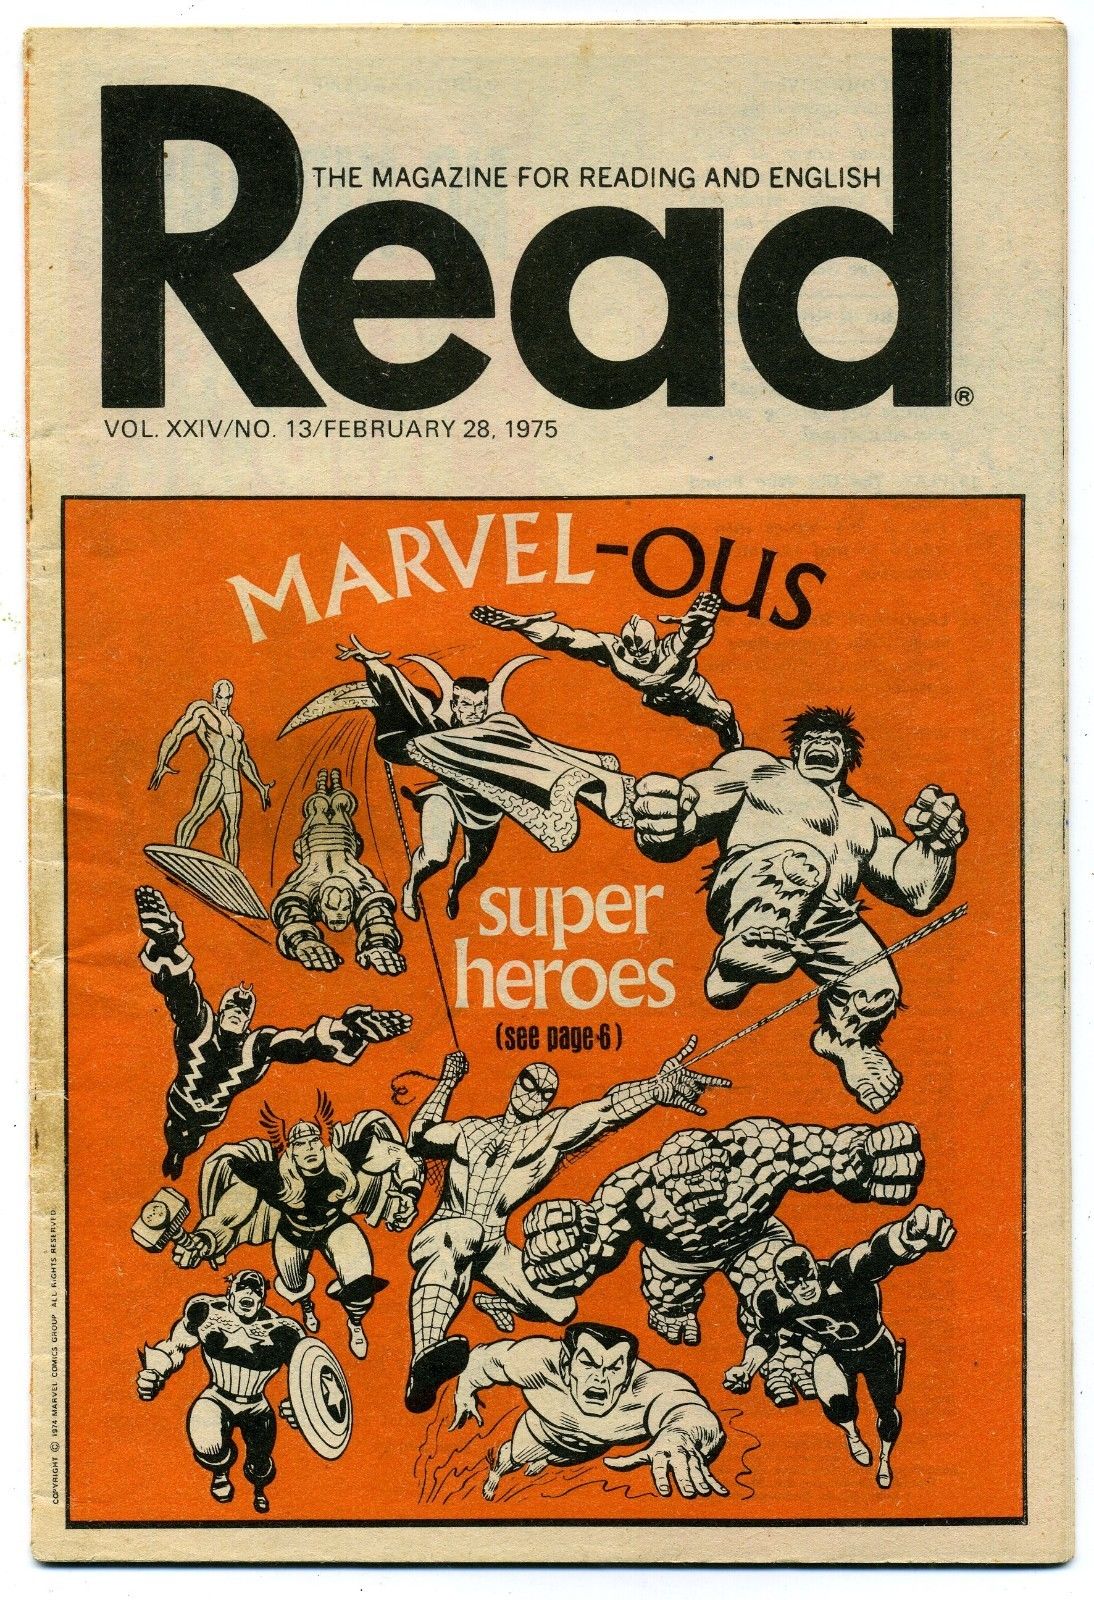 Read®
THE MAGAZINE FOR READING AND ENGLISH
VOL. XXIV/NO. 13/FEBRUARY 28, 1975
MARVEL-OUS
super
heroes
(see page 6)
COPYRIGHT © 1974 MARVEL COMICS GROUP ALL RIGHTS RESERVED